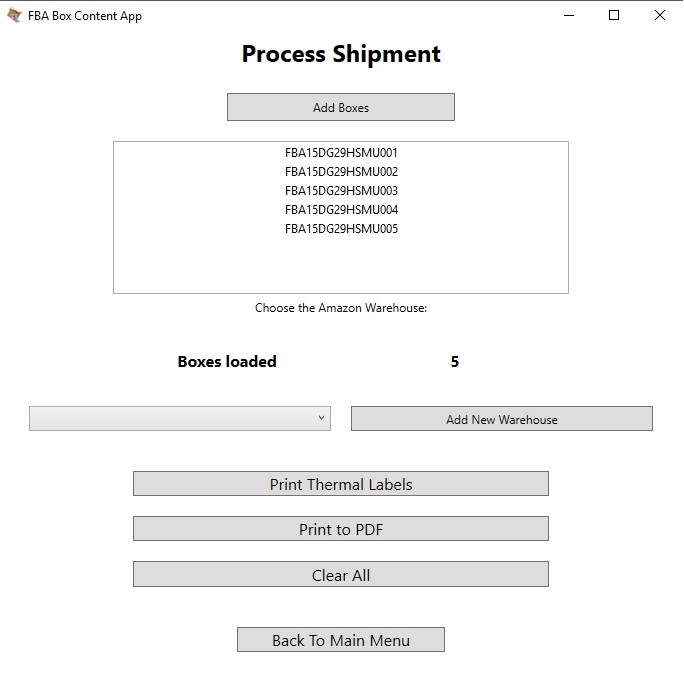 FBA Box Content App
Process Shipment
Add Boxes
FBA15DG29HSMU001
FBA15DG29HSMU002
FBA15DG29HSMU003
FBA15DG29HSMU004
FBA15DG29HSMU005
Choose the Amazon Warehouse:
Boxes loaded 5
Add New Warehouse
Print Thermal Labels
Print to PDF
Clear All
Back To Main Menu